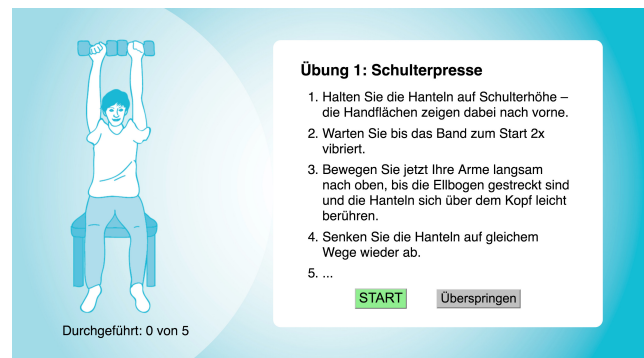 Übung 1: Schulterpresse
1. Halten Sie die Hanteln auf Schulterhöhe –
die Handflächen zeigen dabei nach vorne.
2. Warten Sie bis das Band zum Start 2x
vibriert.
3. Bewegen Sie jetzt Ihre Arme langsam
nach oben, bis die Ellbogen gestreckt sind
und die Hanteln sich über dem Kopf leicht
berühren.
4. Senken Sie die Hanteln auf gleichem
Wege wieder ab.
5. ...
START Überspringen
Durchgeführt: 0 von 5